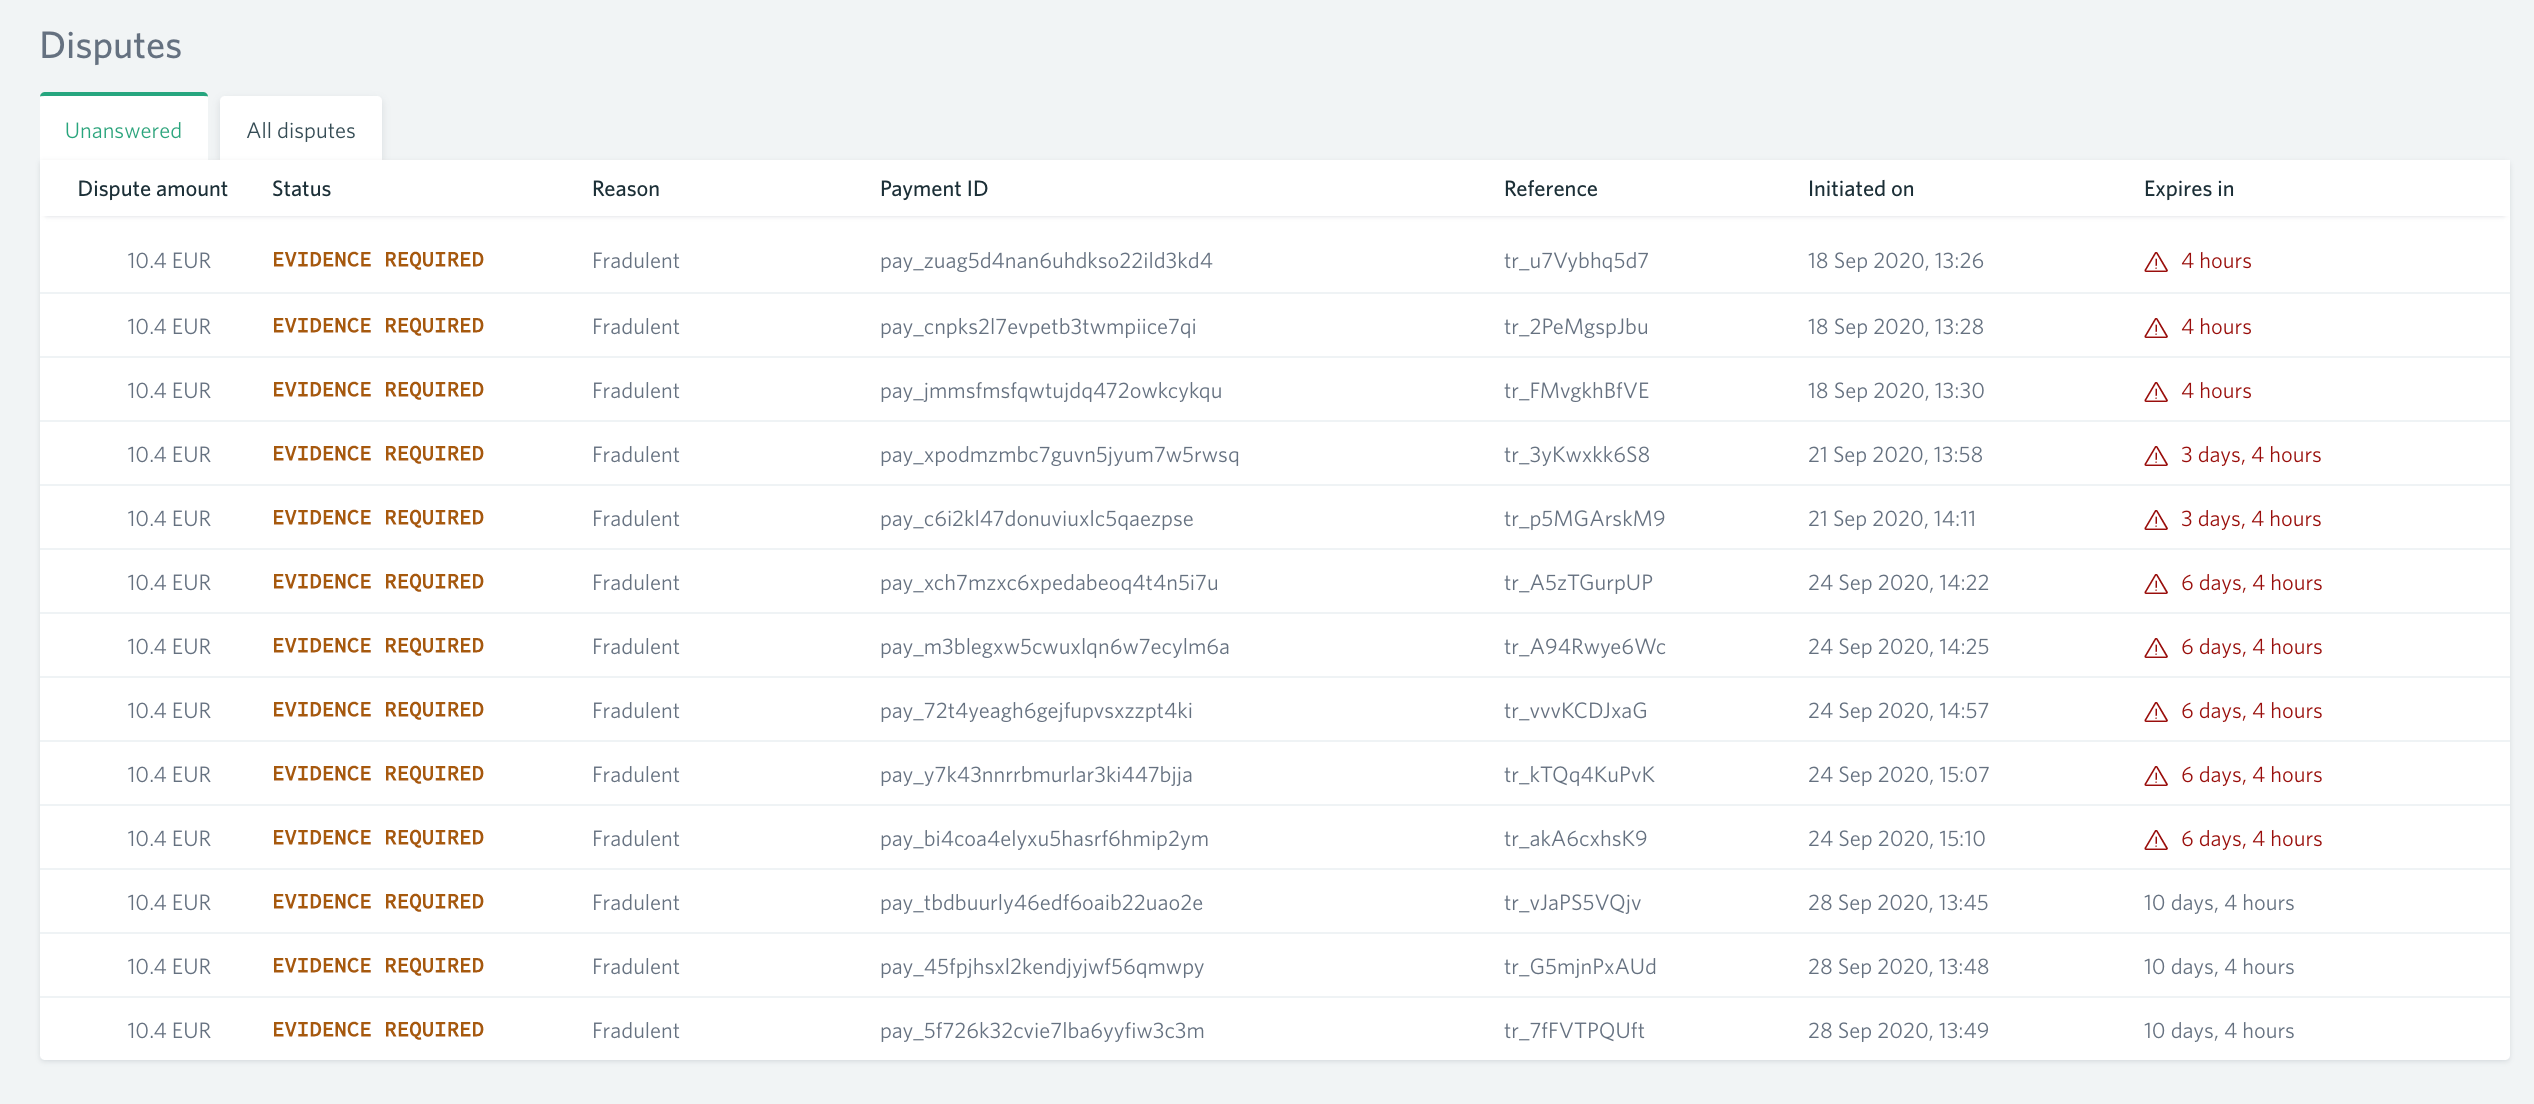 Disputes
Unanswered All disputes
Dispute amount Status Reason Payment ID Reference Initiated on Expires in
10.4 EUR EVIDENCE REQUIRED Fradulent pay_zuag5d4nan6uhdkso22ild3kd4 tr_u7Vybhq5d7 18 Sep 2020, 13:26 4 hours
10.4 EUR EVIDENCE REQUIRED Fradulent pay_cnpks2l7evpetb3twmpiice7qi tr_2PeMgspJbu 18 Sep 2020, 13:28 4 hours
10.4 EUR EVIDENCE REQUIRED Fradulent pay_jmmsfmsfqwtujdq472owkcykqu tr_FMvgkhBfVE 18 Sep 2020, 13:30 4 hours
10.4 EUR EVIDENCE REQUIRED Fradulent pay_xpodmzmbc7guvn5jyum7w5rwsq tr_3yKwxkk6S8 21 Sep 2020, 13:58 3 days, 4 hours
10.4 EUR EVIDENCE REQUIRED Fradulent pay_c6i2kl47donuviuxlc5qaezpse tr_p5MGArskM9 21 Sep 2020, 14:11 3 days, 4 hours
10.4 EUR EVIDENCE REQUIRED Fradulent pay_xch7mzxc6xpedabeoq4t4n5i7u tr_A5zTGurpUP 24 Sep 2020, 14:22 6 days, 4 hours
10.4 EUR EVIDENCE REQUIRED Fradulent pay_m3blegxw5cwuxlqn6w7ecylm6a tr_A94Rwye6Wc 24 Sep 2020, 14:25 6 days, 4 hours
10.4 EUR EVIDENCE REQUIRED Fradulent pay_72t4yeagh6gejfupvsxzzpt4ki tr_vvvKCDJxaG 24 Sep 2020, 14:57 6 days, 4 hours
10.4 EUR EVIDENCE REQUIRED Fradulent pay_y7k43nnrrbmurlar3ki447bjja tr_kTQq4KuPvK 24 Sep 2020, 15:07 6 days, 4 hours
10.4 EUR EVIDENCE REQUIRED Fradulent pay_bi4coa4elyxu5hasrf6hmip2ym tr_akA6cxhsK9 24 Sep 2020, 15:10 6 days, 4 hours
10.4 EUR EVIDENCE REQUIRED Fradulent pay_tbdbuurly46edf6oaib22uao2e tr_vJaPS5VQjv 28 Sep 2020, 13:45 10 days, 4 hours
10.4 EUR EVIDENCE REQUIRED Fradulent pay_45fpjhsxl2kendjyjwf56qmwpy tr_G5mjnPxAUd 28 Sep 2020, 13:48 10 days, 4 hours
10.4 EUR EVIDENCE REQUIRED Fradulent pay_5f726k32cvie7lba6yyfiw3c3m tr_7fFVTPQUft 28 Sep 2020, 13:49 10 days, 4 hours